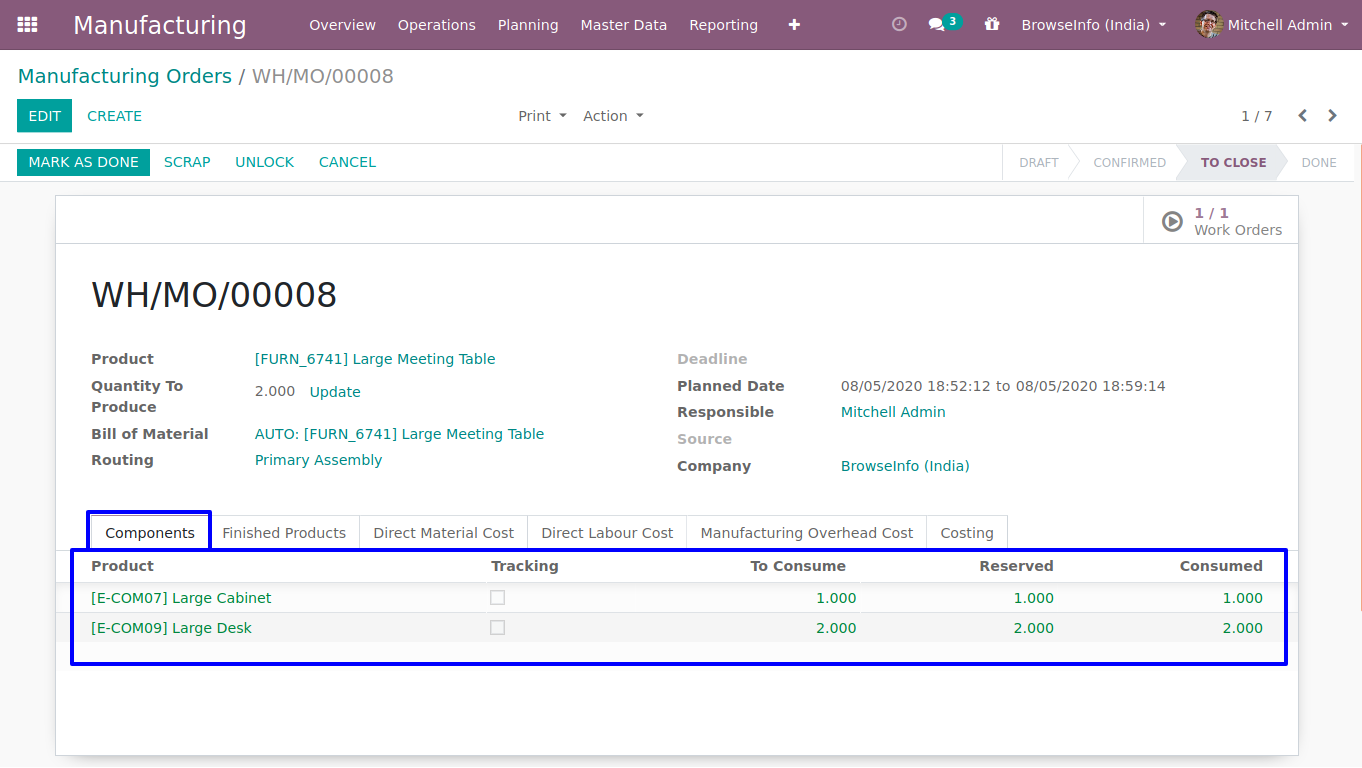 Manufacturing Overview Operations Planning Master Data Reporting 3 BrowseInfo (India) Mitchell Admin
Manufacturing Orders / WH/MO/00008
EDIT CREATE Print Action 1 / 7
MARK AS DONE SCRAP UNLOCK CANCEL DRAFT CONFIRMED TO CLOSE DONE
1 / 1
Work Orders
WH/MO/00008
Product [FURN_6741] Large Meeting Table
Quantity To Produce 2.000 Update
Bill of Material AUTO: [FURN_6741] Large Meeting Table
Routing Primary Assembly
Deadline
Planned Date 08/05/2020 18:52:12 to 08/05/2020 18:59:14
Responsible Mitchell Admin
Source
Company BrowseInfo (India)
Components Finished Products Direct Material Cost Direct Labour Cost Manufacturing Overhead Cost Costing
Product Tracking To Consume Reserved Consumed
[E-COM07] Large Cabinet 1.000 1.000 1.000
[E-COM09] Large Desk 2.000 2.000 2.000